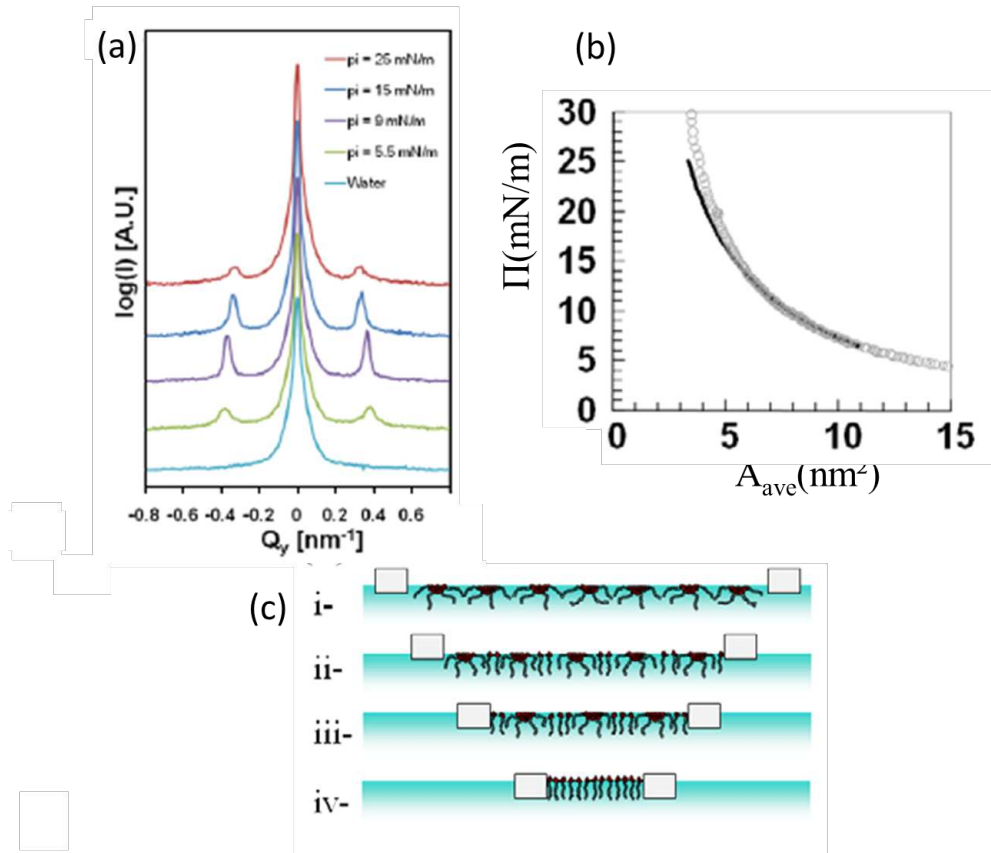 (a)
pi = 25 mN/m
pi = 15 mN/m
pi = 9 mN/m
pi = 5.5 mN/m
Water
log(I) [A.U.]
-0.8 -0.6 -0.4 -0.2 0 0.2 0.4 0.6
Qy [nm⁻¹]
(b)
30
25
20
15
10
5
0
Π(mN/m)
0 5 10 15
Aave(nm²)
(c)
i-
ii-
iii-
iv-